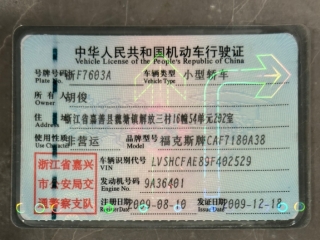 中华人民共和国机动车行驶证
Vehicle License of the People's Republic of China
号牌号码 浙F7603A 车辆类型 小型轿车
Plate No. Vehicle Type
所有人 胡俊
Owner
住址 浙江省嘉善县魏塘镇解放三村16幢54单元202室
Address
使用性质 非营运 品牌型号 福克斯牌CAF7180A38
Use Character Model
浙江省嘉兴市公安局交通警察支队
车辆识别代号 LVSHCFAE89F402529
VIN
发动机号码 9A36401
Engine No.
注册日期 2009-08-10 发证日期 2009-12-18
Register Date Issue Date